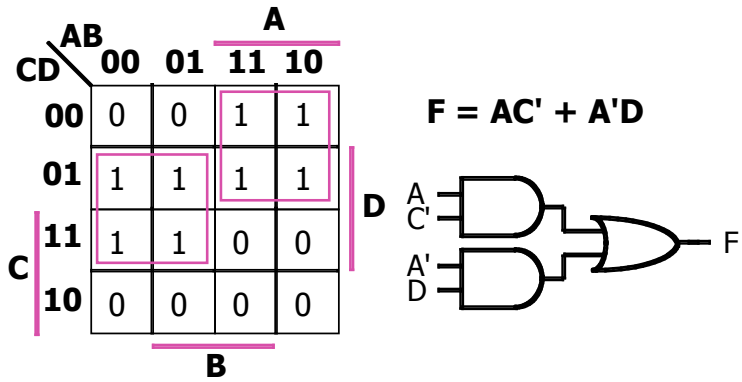 A
AB
00 01 11 10
CD
00 0 0 1 1
F = AC' + A'D
01 1 1 1 1
D
A
C'
F
11 1 1 0 0
C
A'
D
10 0 0 0 0
B